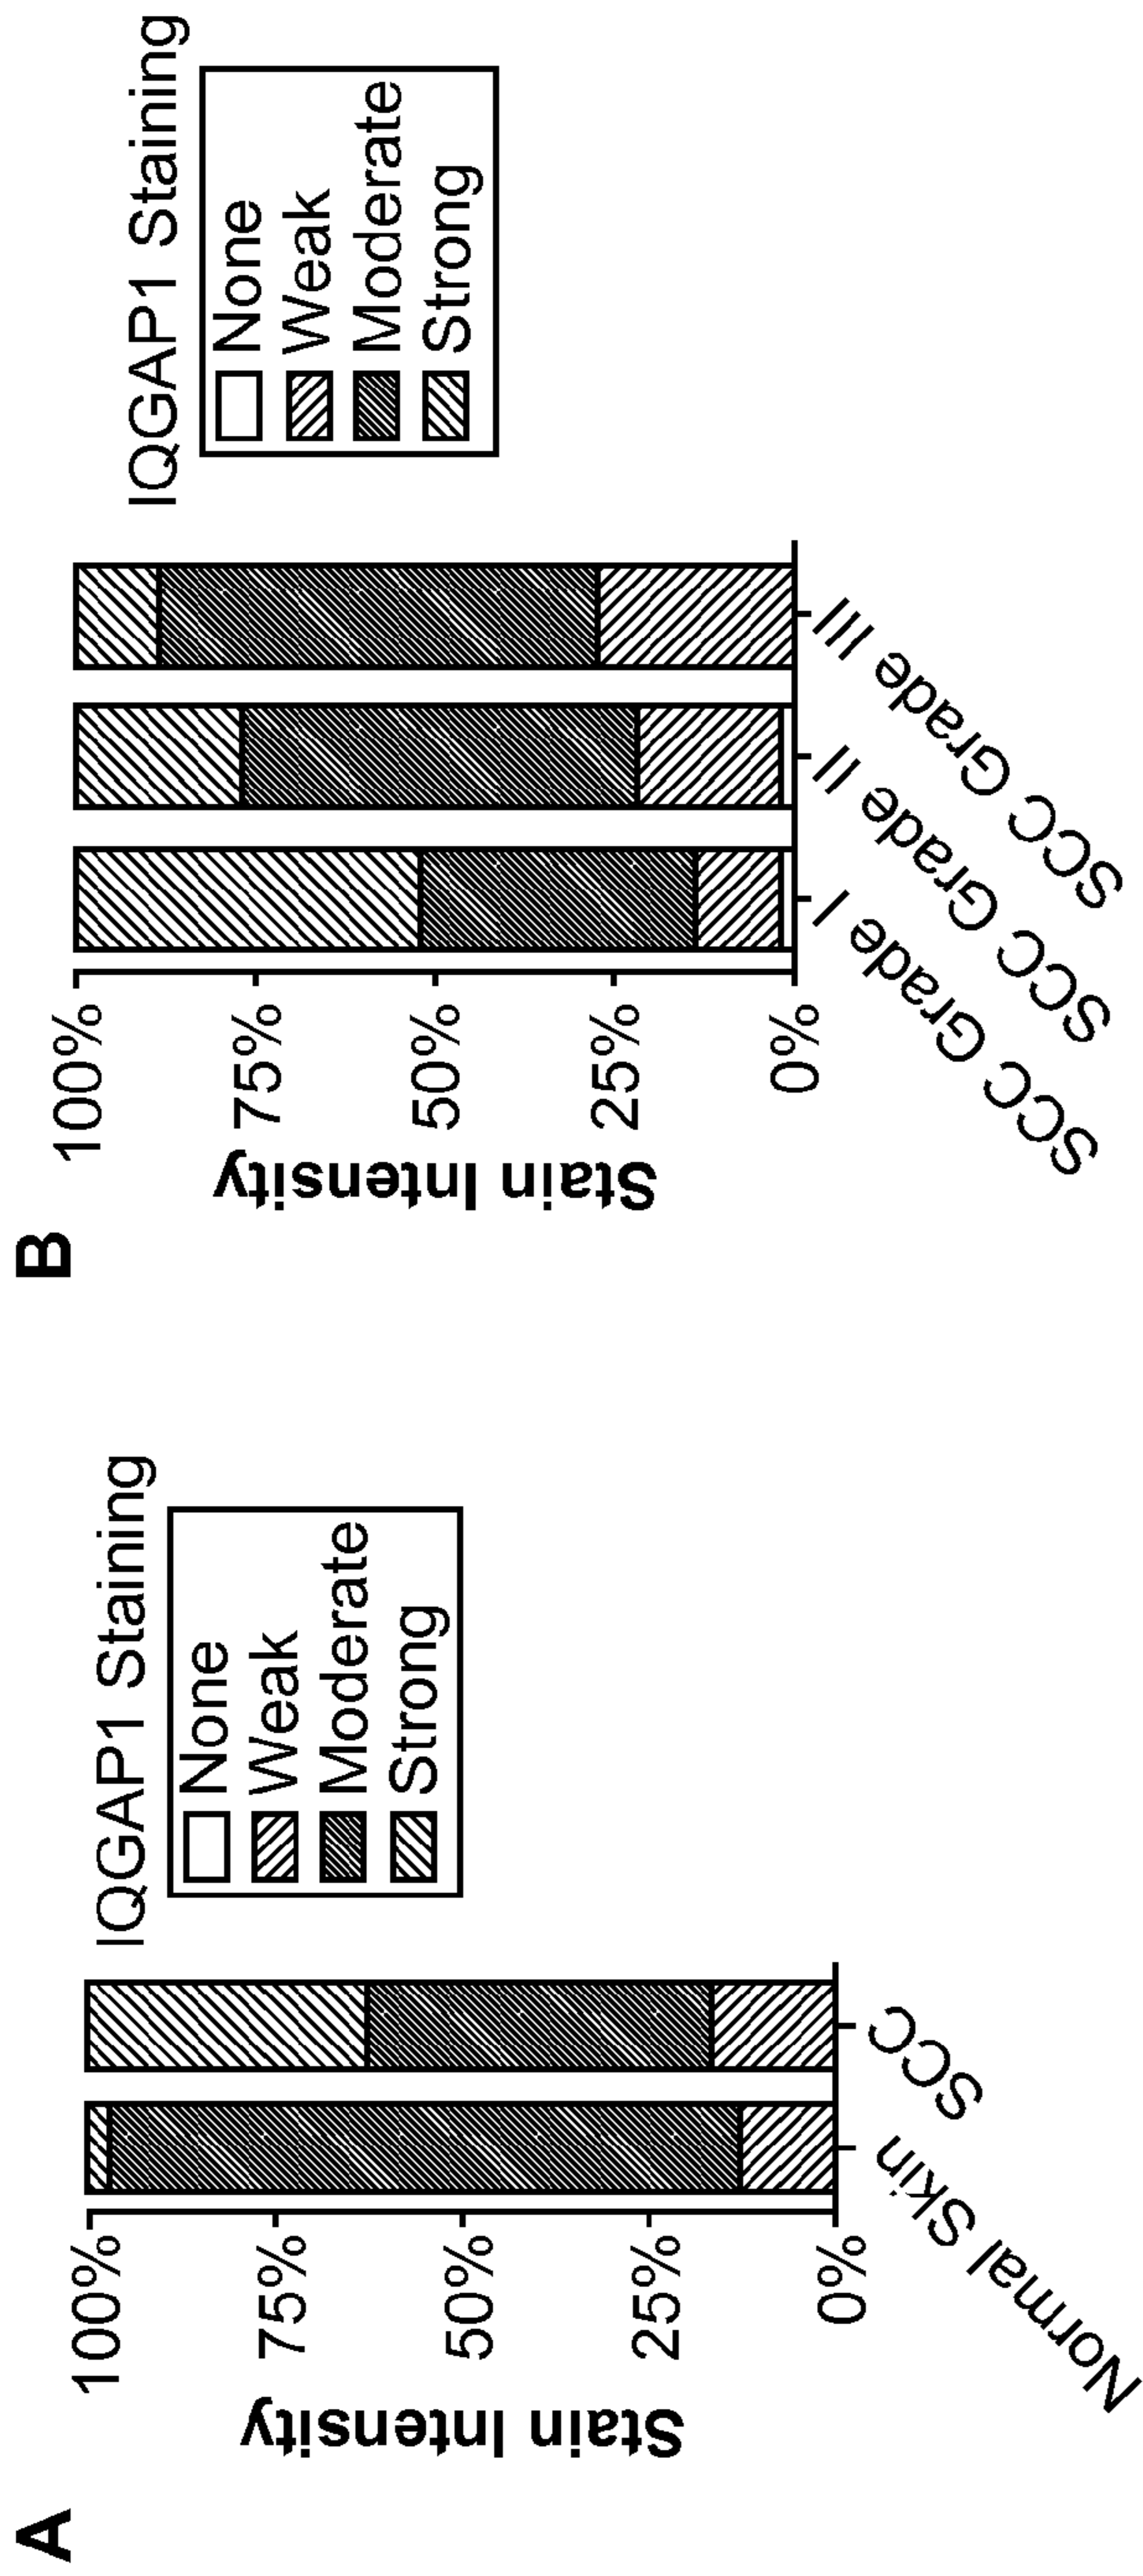 A
IQGAP1 Staining
None
Weak
Moderate
Strong
Stain Intensity
100%
75%
50%
25%
0%
Normal Skin
SCC
B
IQGAP1 Staining
None
Weak
Moderate
Strong
Stain Intensity
100%
75%
50%
25%
0%
SCC Grade I
SCC Grade II
SCC Grade III